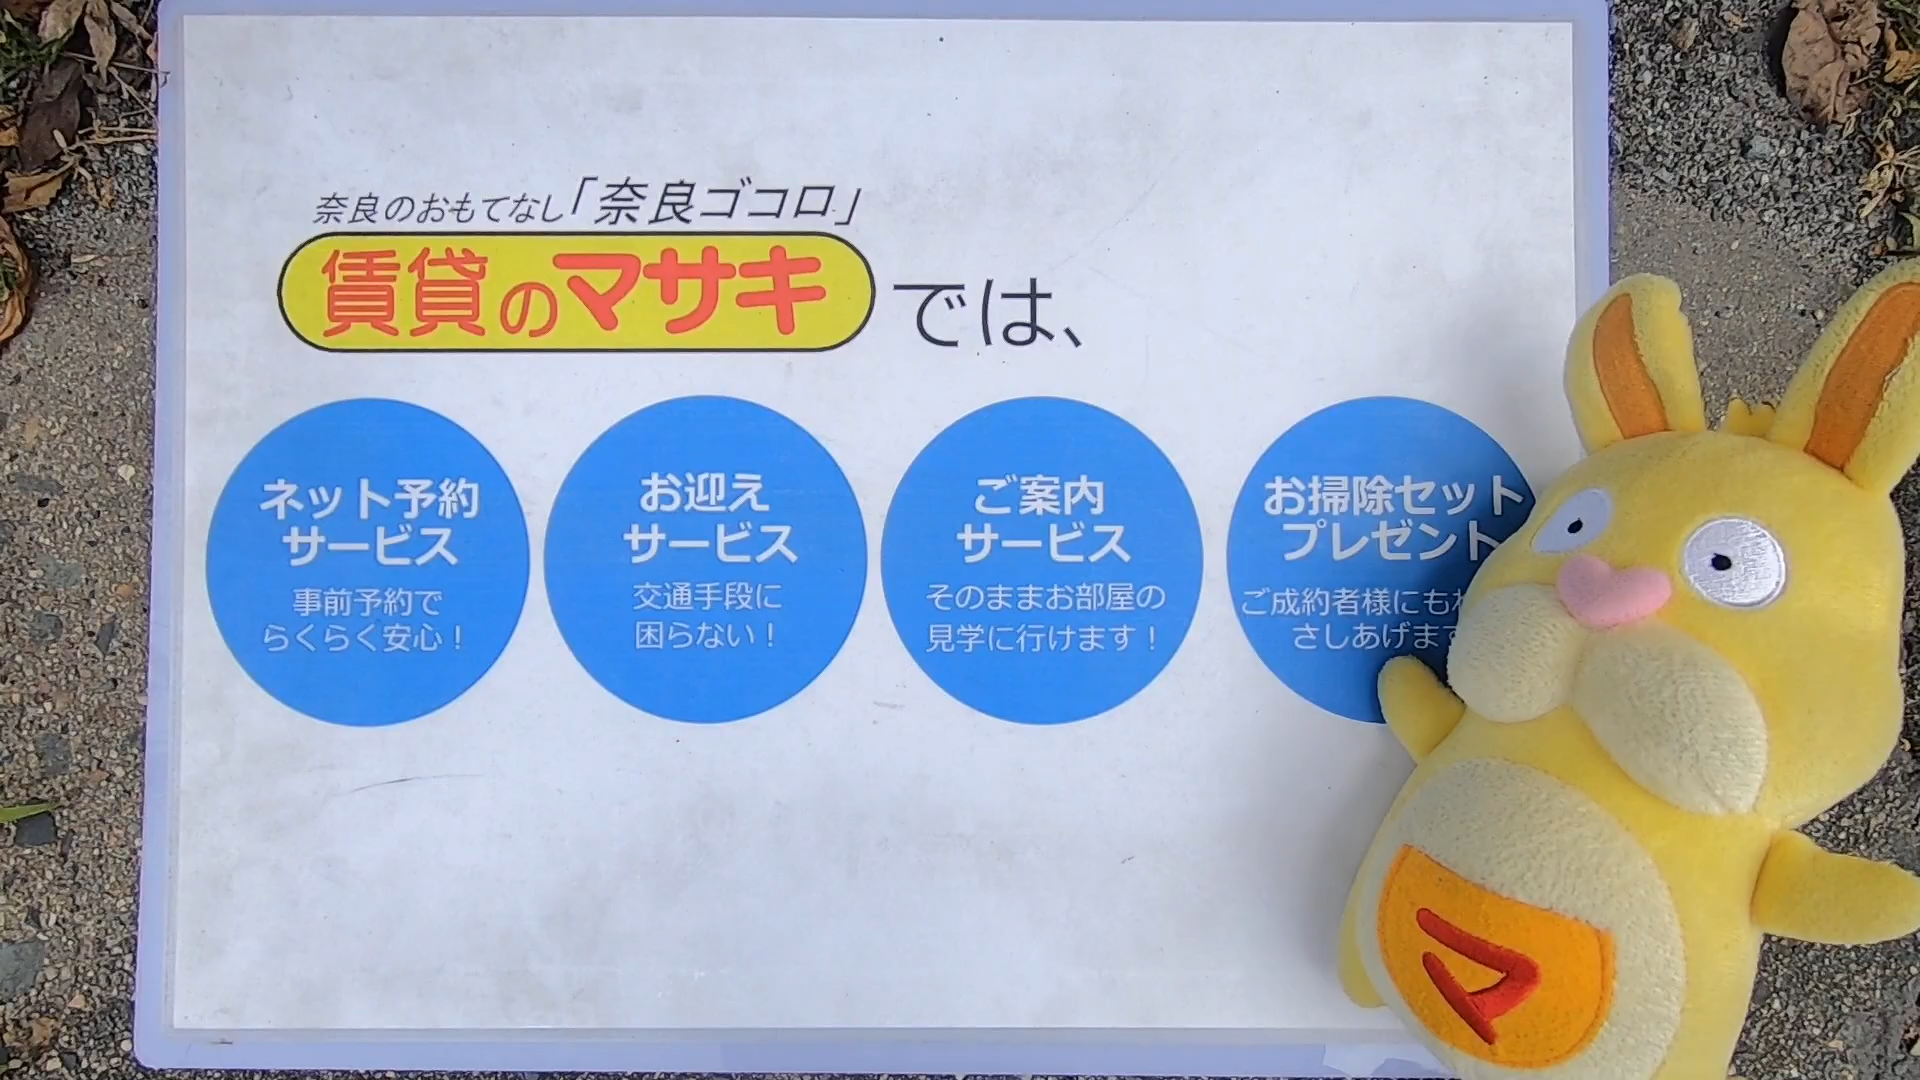 奈良のおもてなし「奈良ゴコロ」
賃貸のマサキでは、
ネット予約
サービス
事前予約で
らくらく安心！
お迎え
サービス
交通手段に
困らない！
ご案内
サービス
そのままお部屋の
見学に行けます！
お掃除セット
プレゼント
ご成約者様にも
さしあげます
マ